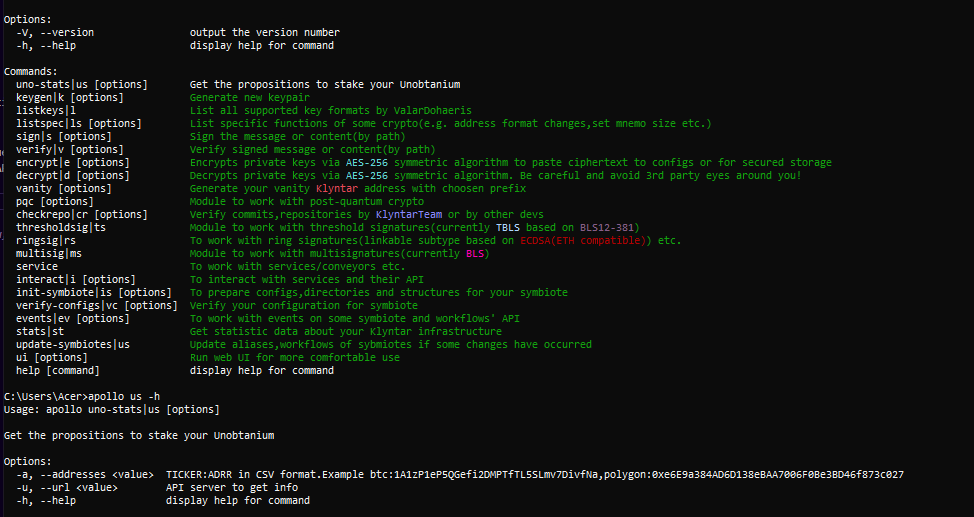 Options:
-V, --version output the version number
-h, --help display help for command
Commands:
uno-stats|us [options] Get the propositions to stake your Unobtanium
keygen|k [options] Generate new keypair
listkeys|l List all supported key formats by ValarDohaeris
listspec|ls [options] List specific functions of some crypto(e.g. address format changes,set mnemo size etc.)
sign|s [options] Sign the message or content(by path)
verify|v [options] Verify signed message or content(by path)
encrypt|e [options] Encrypts private keys via AES-256 symmetric algorithm to paste ciphertext to configs or for secured storage
decrypt|d [options] Decrypts private keys via AES-256 symmetric algorithm. Be careful and avoid 3rd party eyes around you!
vanity [options] Generate your vanity Klyntar address with choosen prefix
pqc [options] Module to work with post-quantum crypto
checkrepo|cr [options] Verify commits,repositories by KlyntarTeam or by other devs
thresholdsig|ts Module to work with threshold signatures(currently TBLS based on BLS12-381)
ringsig|rs To work with ring signatures(linkable subtype based on ECDSA(ETH compatible)) etc.
multisig|ms Module to work with multisignatures(currently BLS)
service To work with services/conveyors etc.
interact|i [options] To interact with services and their API
init-symbiote|is [options] To prepare configs,directories and structures for your symbiote
verify-configs|vc [options] Verify your configuration for symbiote
events|ev [options] To work with events on some symbiote and workflows' API
stats|st Get statistic data about your Klyntar infrastructure
update-symbiotes|us Update aliases,workflows of sybmiotes if some changes have occurred
ui [options] Run web UI for more comfortable use
help [command] display help for command
C:\Users\Acer>apollo us -h
Usage: apollo uno-stats|us [options]
Get the propositions to stake your Unobtanium
Options:
-a, --addresses <value> TICKER:ADRR in CSV format.Example btc:1A1zP1eP5QGefi2DMPTfTL5SLmv7DivfNa,polygon:0xe6E9a384AD6D138eBAA7006F0Be3BD46f873c027
-u, --url <value> API server to get info
-h, --help display help for command